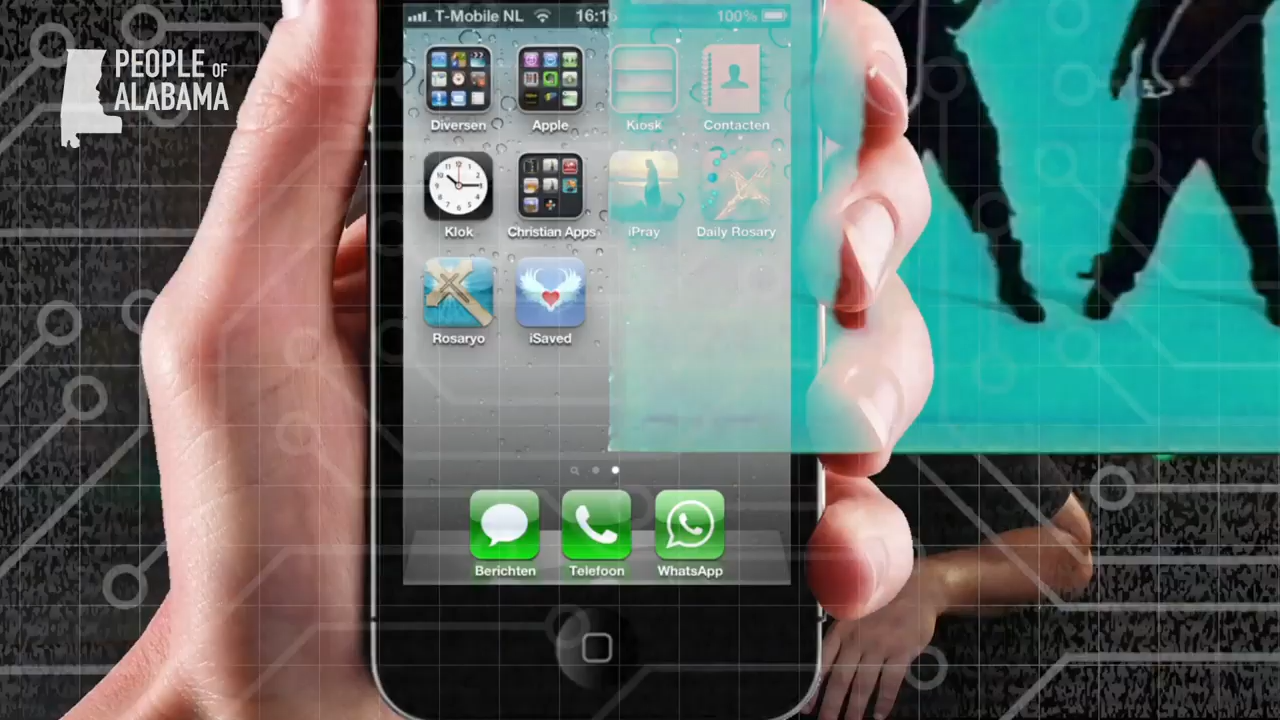 PEOPLE OF
ALABAMA
T-Mobile NL 16:15 100%
Diversen Apple Kiosk Contacten
Klok Christian Apps iPray Daily Rosary
Rosaryo iSaved
Berichten Telefoon WhatsApp